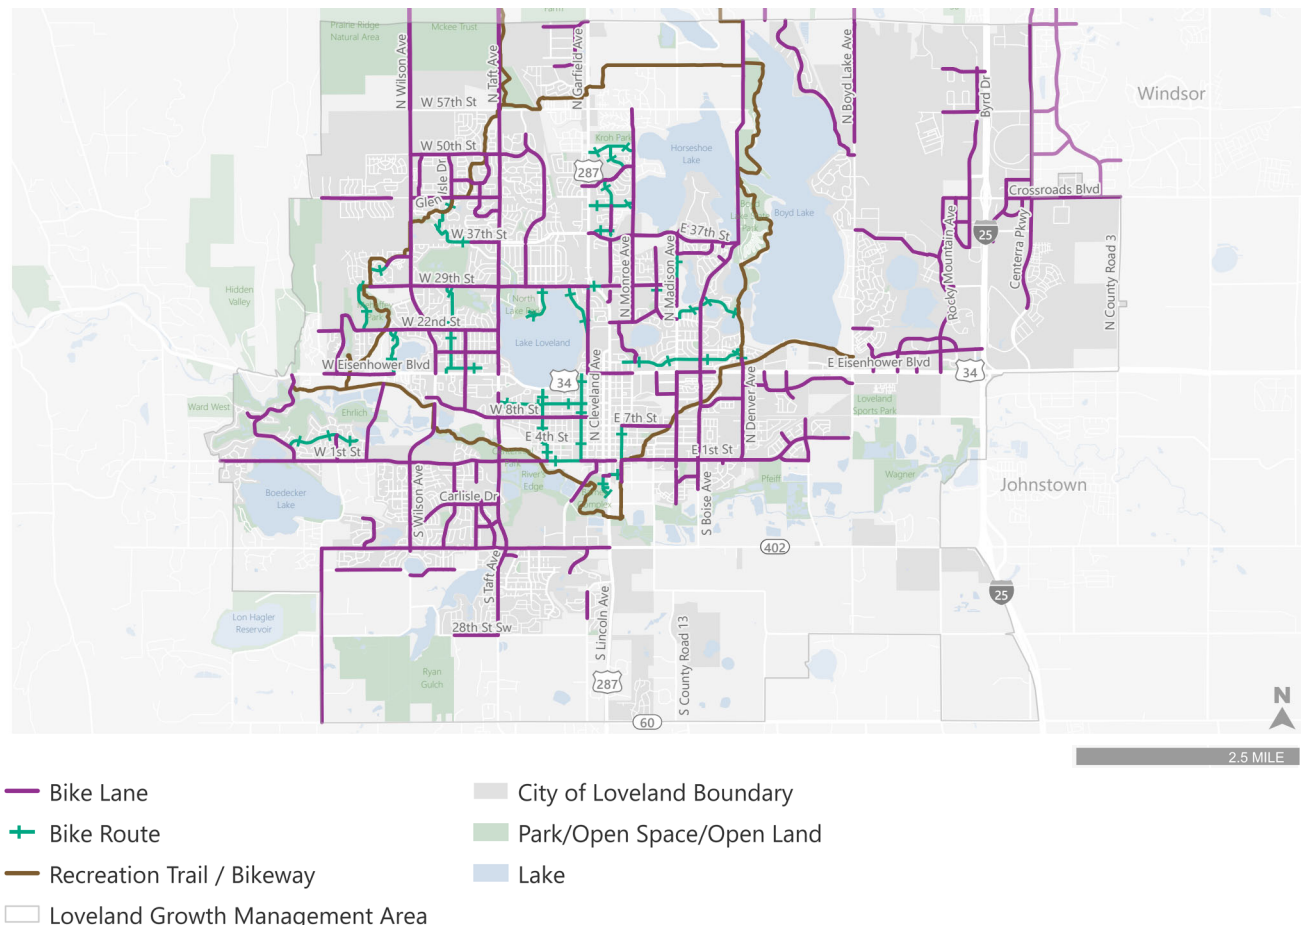 Prairie Ridge
Natural Area
Mckee Trust
N Wilson Ave
N Taft Ave
N Garfield Ave
N Boyd Lake Ave
Byrd Dr
Windsor
W 57th St
W 50th St
Kroh Park
Horseshoe
Lake
287
Glen Isle Dr
Crossroads Blvd
Boyd Lake
W 37th St
E 37th St
25
Rocky Mountain Ave
Centerra Pkwy
N County Road 3
N Monroe Ave
N Madison Ave
W 29th St
Hidden
Valley
North
Lake
Park
W 22nd St
Lake Loveland
W Eisenhower Blvd
E Eisenhower Blvd
34
34
N Cleveland Ave
N Denver Ave
Ward West
Ehrlich
W 8th St
E 7th St
Loveland
Sports Park
E 4th St
W 1st St
E 1st St
Park
River's
Edge
Pfeiff
Wagner
Johnstown
Boedecker
Lake
S Wilson Ave
Carlisle Dr
S Boise Ave
402
S Taft Ave
25
Lon Hagler
Reservoir
28th St Sw
S Lincoln Ave
S County Road 13
Ryan
Gulch
287
60
N
2.5 MILE
Bike Lane
City of Loveland Boundary
Bike Route
Park/Open Space/Open Land
Recreation Trail / Bikeway
Lake
Loveland Growth Management Area